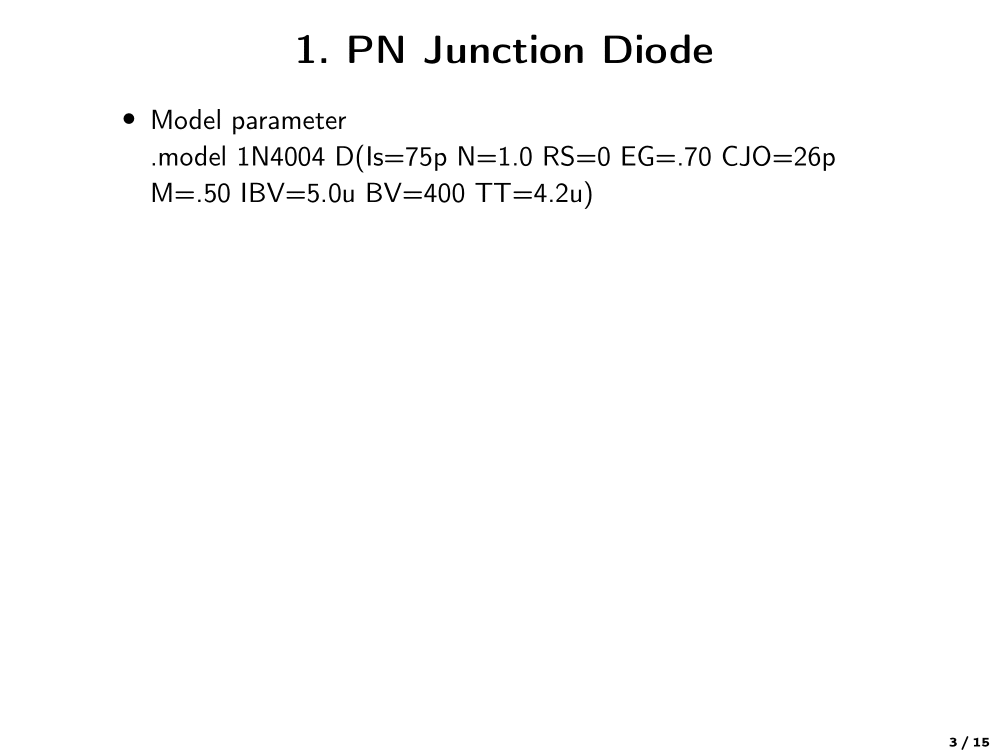 1. PN Junction Diode
• Model parameter
.model 1N4004 D(Is=75p N=1.0 RS=0 EG=.70 CJO=26p
M=.50 IBV=5.0u BV=400 TT=4.2u)
3 / 15